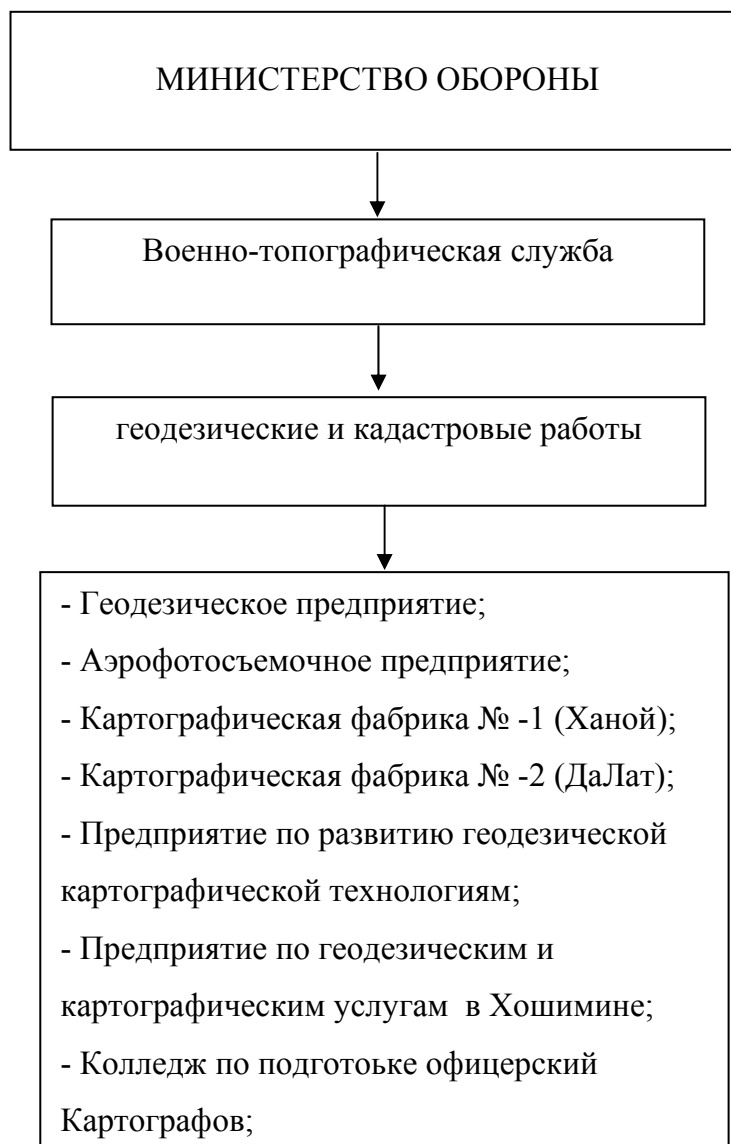 МИНИСТЕРСТВО ОБОРОНЫ
Военно-топографическая служба
геодезические и кадастровые работы
- Геодезическое предприятие;
- Аэрофотосъемочное предприятие;
- Картографическая фабрика № -1 (Ханой);
- Картографическая фабрика № -2 (ДаЛат);
- Предприятие по развитию геодезической
картографической технологиям;
- Предприятие по геодезическим и
картографическим услугам в Хошимине;
- Колледж по подготоьке офицерский
Картографов;